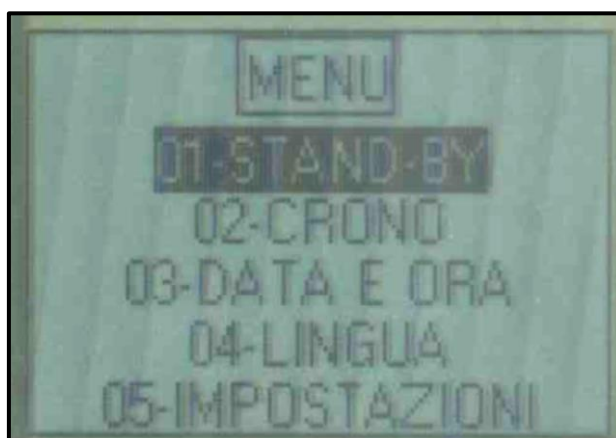 MENU
01-STAND-BY
02-CRONO
03-DATA E ORA
04-LINGUA
05-IMPOSTAZIONI